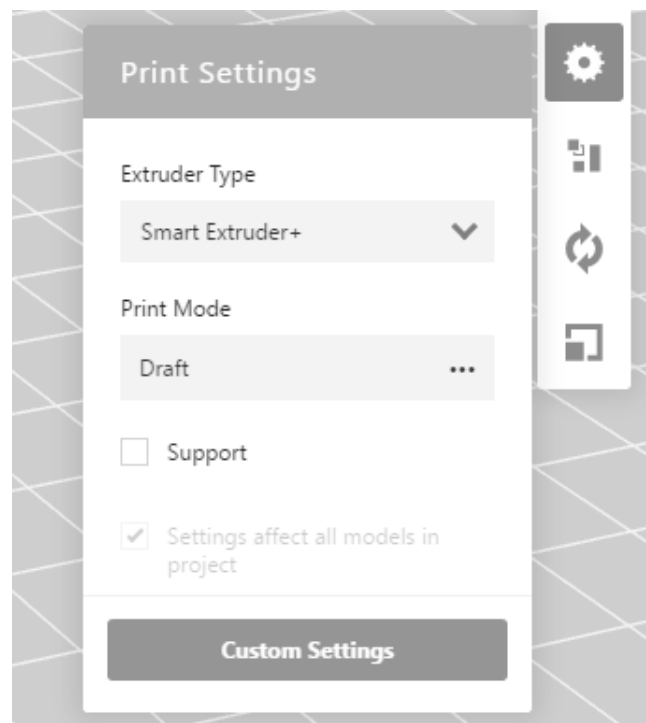 Print Settings
Extruder Type
Smart Extruder+
Print Mode
Draft
Support
Settings affect all models in
project
Custom Settings